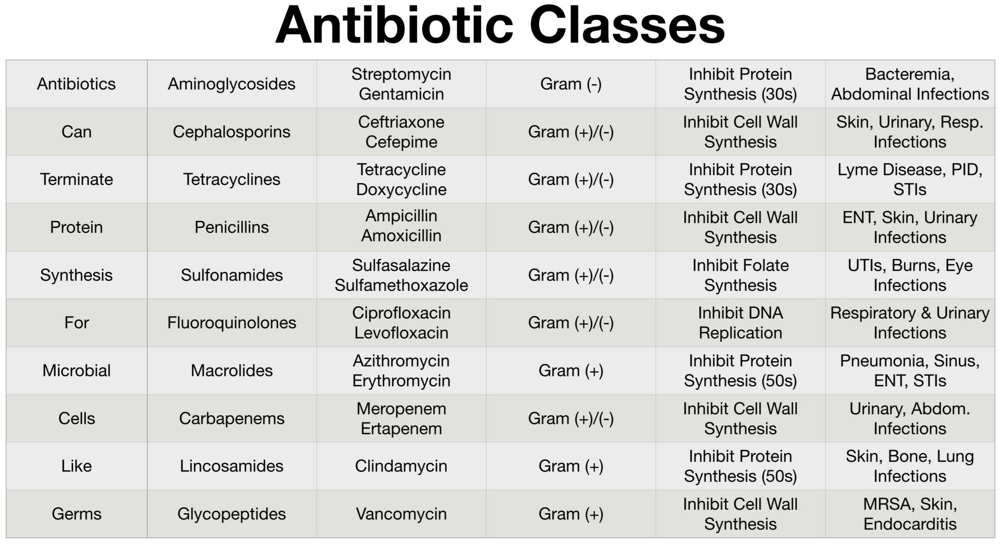 Antibiotic Classes
Antibiotics
Aminoglycosides
Streptomycin
Gentamicin
Gram (-)
Inhibit Protein
Synthesis (30s)
Bacteremia,
Abdominal Infections
Can
Cephalosporins
Ceftriaxone
Cefepime
Gram (+)/(-)
Inhibit Cell Wall
Synthesis
Skin, Urinary, Resp.
Infections
Terminate
Tetracyclines
Tetracycline
Doxycycline
Gram (+)/(-)
Inhibit Protein
Synthesis (30s)
Lyme Disease, PID,
STIs
Protein
Penicillins
Ampicillin
Amoxicillin
Gram (+)/(-)
Inhibit Cell Wall
Synthesis
ENT, Skin, Urinary
Infections
Synthesis
Sulfonamides
Sulfasalazine
Sulfamethoxazole
Gram (+)/(-)
Inhibit Folate
Synthesis
UTIs, Burns, Eye
Infections
For
Fluoroquinolones
Ciprofloxacin
Levofloxacin
Gram (+)/(-)
Inhibit DNA
Replication
Respiratory & Urinary
Infections
Microbial
Macrolides
Azithromycin
Erythromycin
Gram (+)
Inhibit Protein
Synthesis (50s)
Pneumonia, Sinus,
ENT, STIs
Cells
Carbapenems
Meropenem
Ertapenem
Gram (+)/(-)
Inhibit Cell Wall
Synthesis
Urinary, Abdom.
Infections
Like
Lincosamides
Clindamycin
Gram (+)
Inhibit Protein
Synthesis (50s)
Skin, Bone, Lung
Infections
Germs
Glycopeptides
Vancomycin
Gram (+)
Inhibit Cell Wall
Synthesis
MRSA, Skin,
Endocarditis